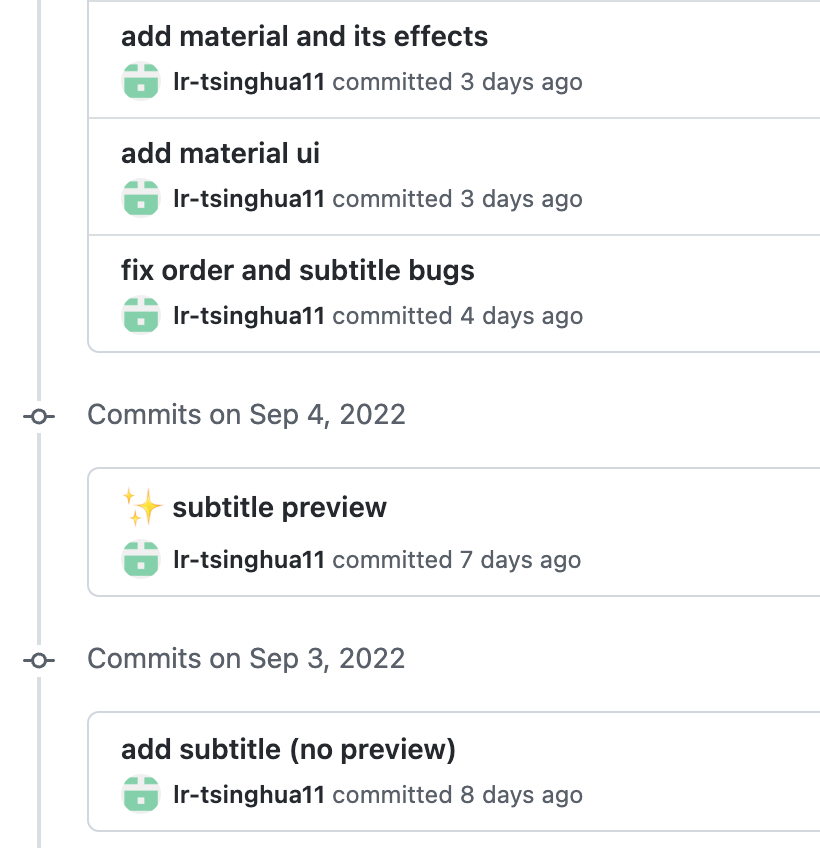 add material and its effects
lr-tsinghua11 committed 3 days ago
add material ui
lr-tsinghua11 committed 3 days ago
fix order and subtitle bugs
lr-tsinghua11 committed 4 days ago
Commits on Sep 4, 2022
✨ subtitle preview
lr-tsinghua11 committed 7 days ago
Commits on Sep 3, 2022
add subtitle (no preview)
lr-tsinghua11 committed 8 days ago